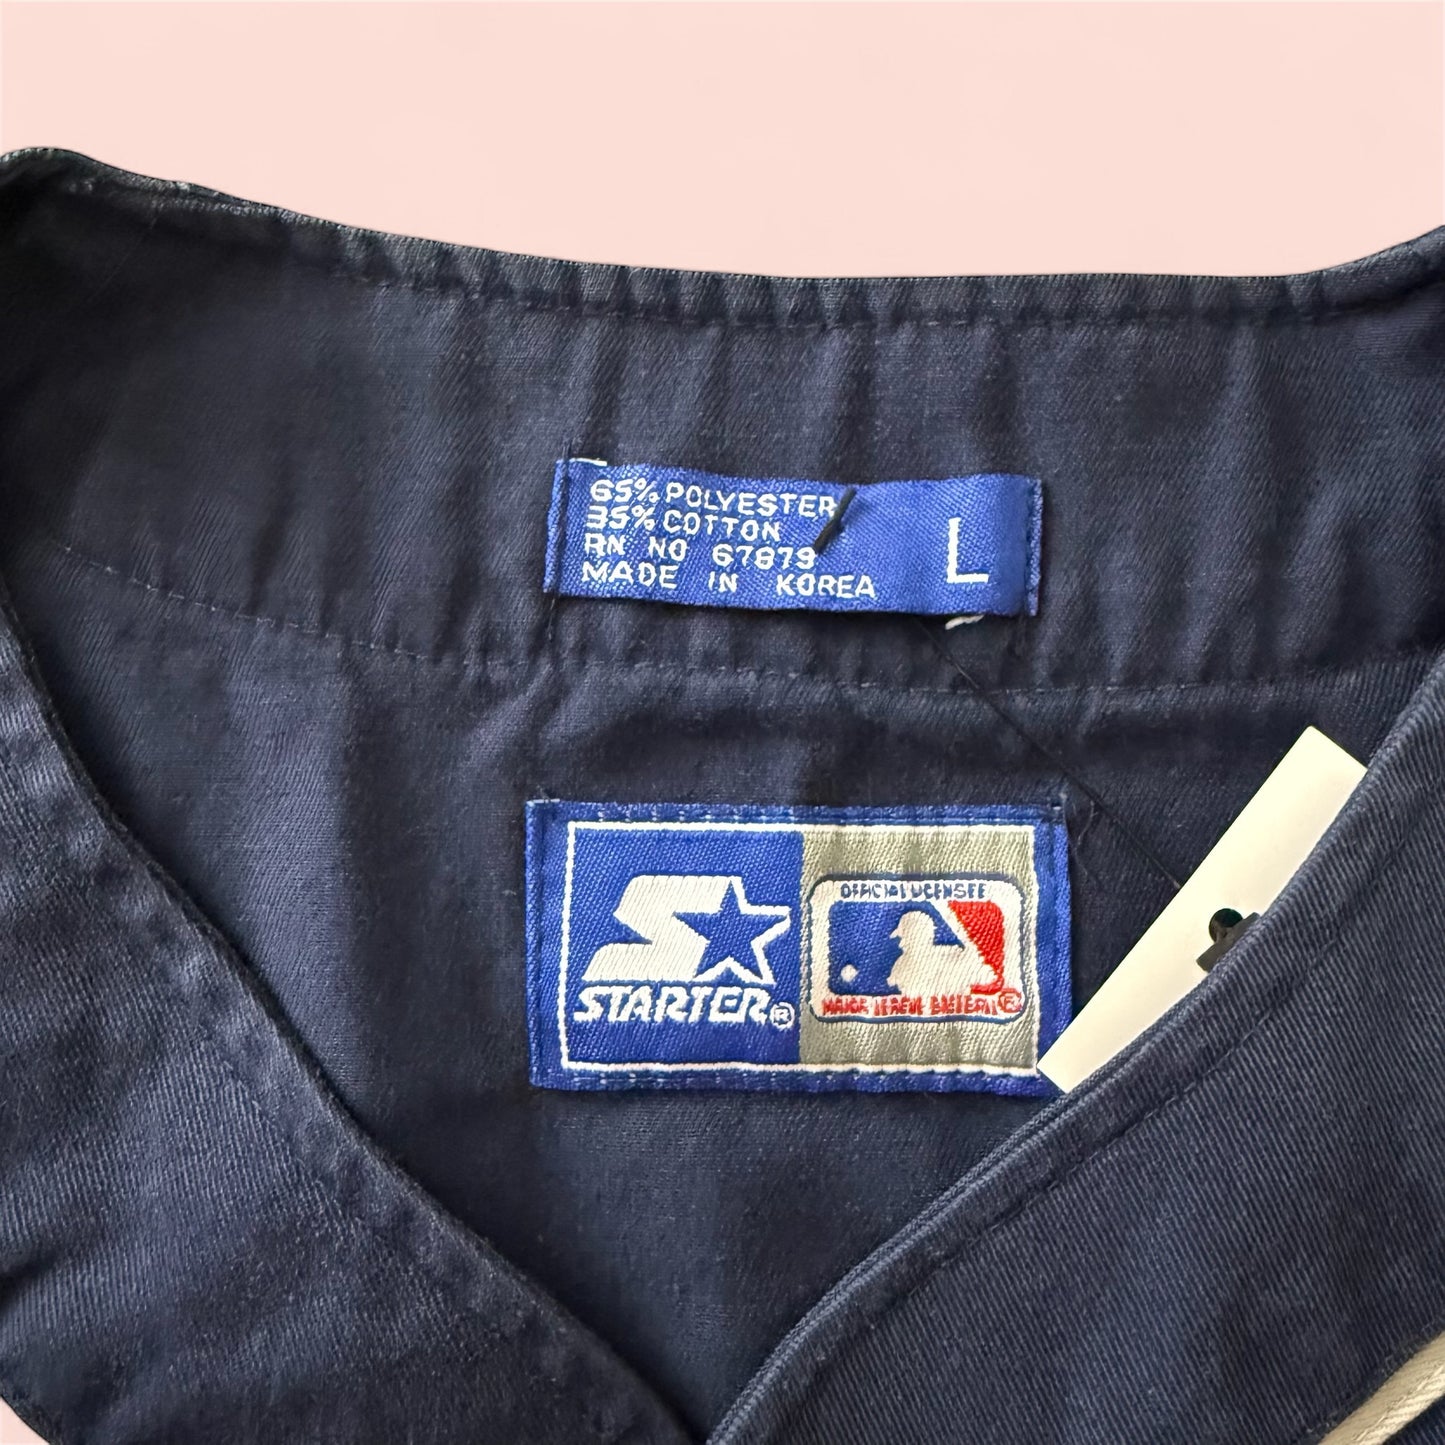 65% POLYESTER
35% COTTON
RN NO 67879
MADE IN KOREA
L
STARTER®
OFFICIAL LICENSEE
MAJOR LEAGUE BASEBALL®